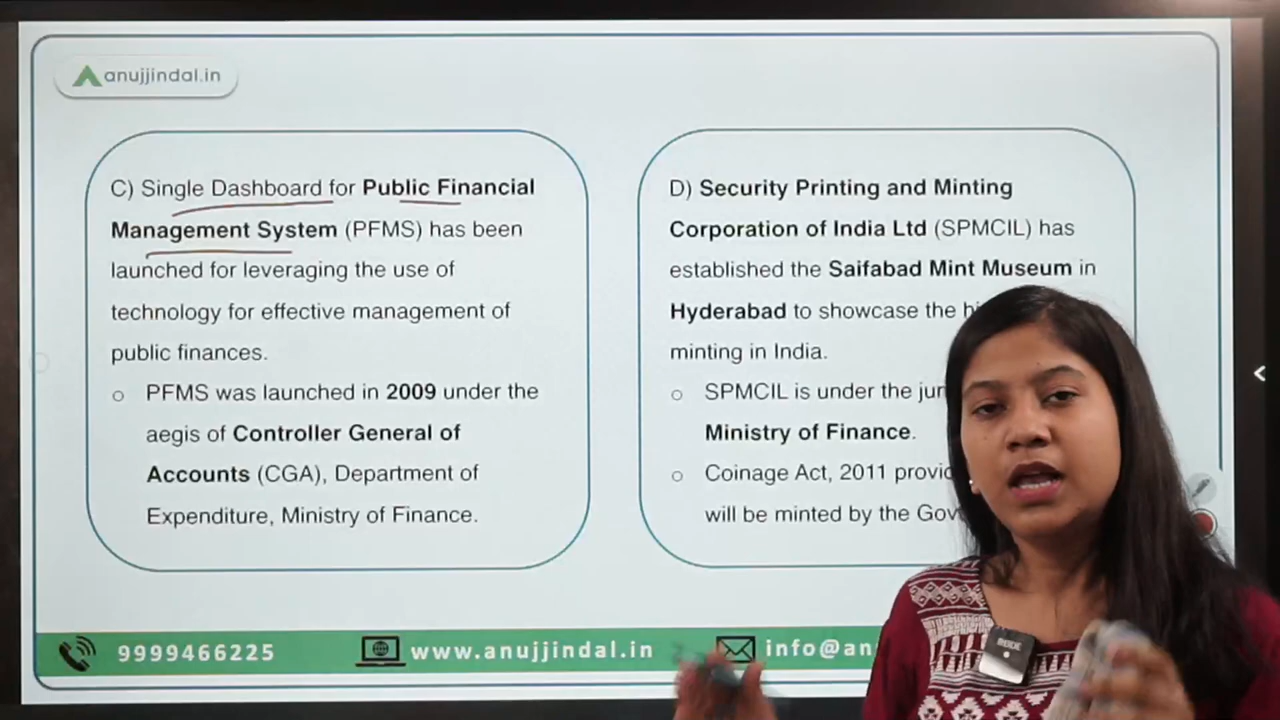 anujjindal.in
C) Single Dashboard for Public Financial
Management System (PFMS) has been
launched for leveraging the use of
technology for effective management of
public finances.
○ PFMS was launched in 2009 under the
aegis of Controller General of
Accounts (CGA), Department of
Expenditure, Ministry of Finance.
D) Security Printing and Minting
Corporation of India Ltd (SPMCIL) has
established the Saifabad Mint Museum in
Hyderabad to showcase the
minting in India.
○ SPMCIL is under the
Ministry of Finance.
○ Coinage Act, 2011
will be minted by the
9999466225
www.anujjindal.in